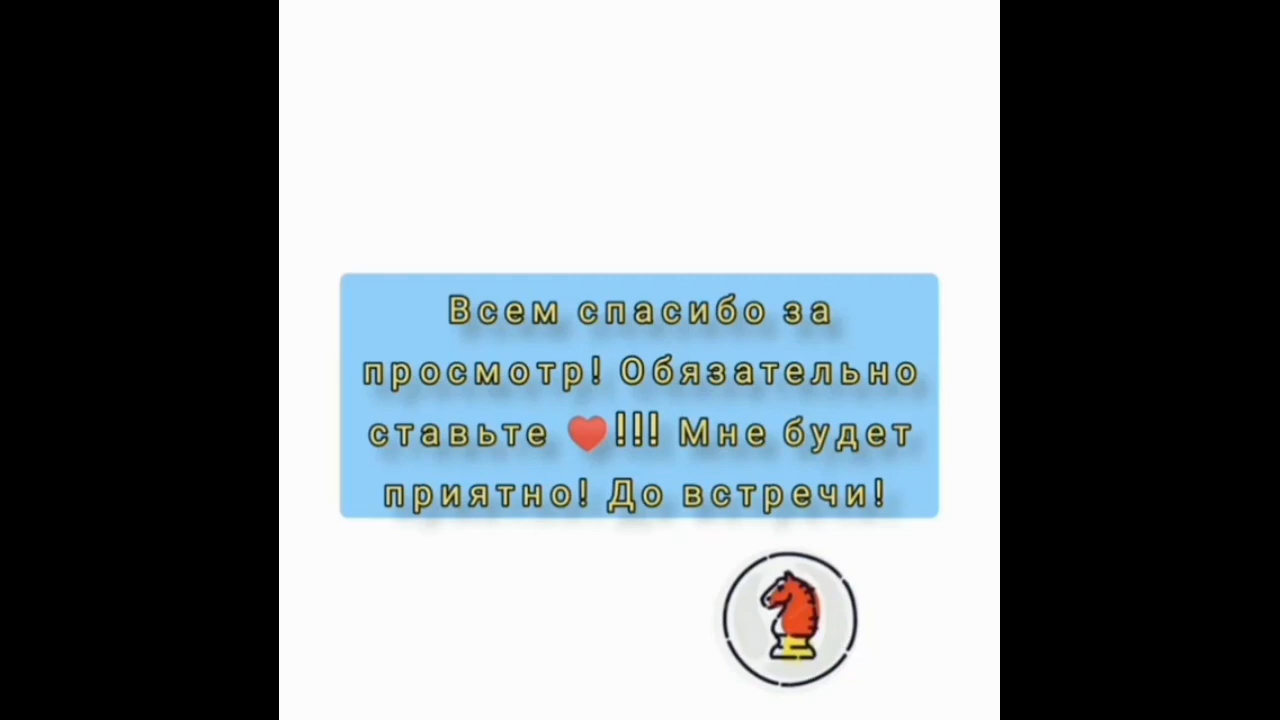 Всем спасибо за
просмотр! Обязательно
ставьте ❤️!!! Мне будет
приятно! До встречи!